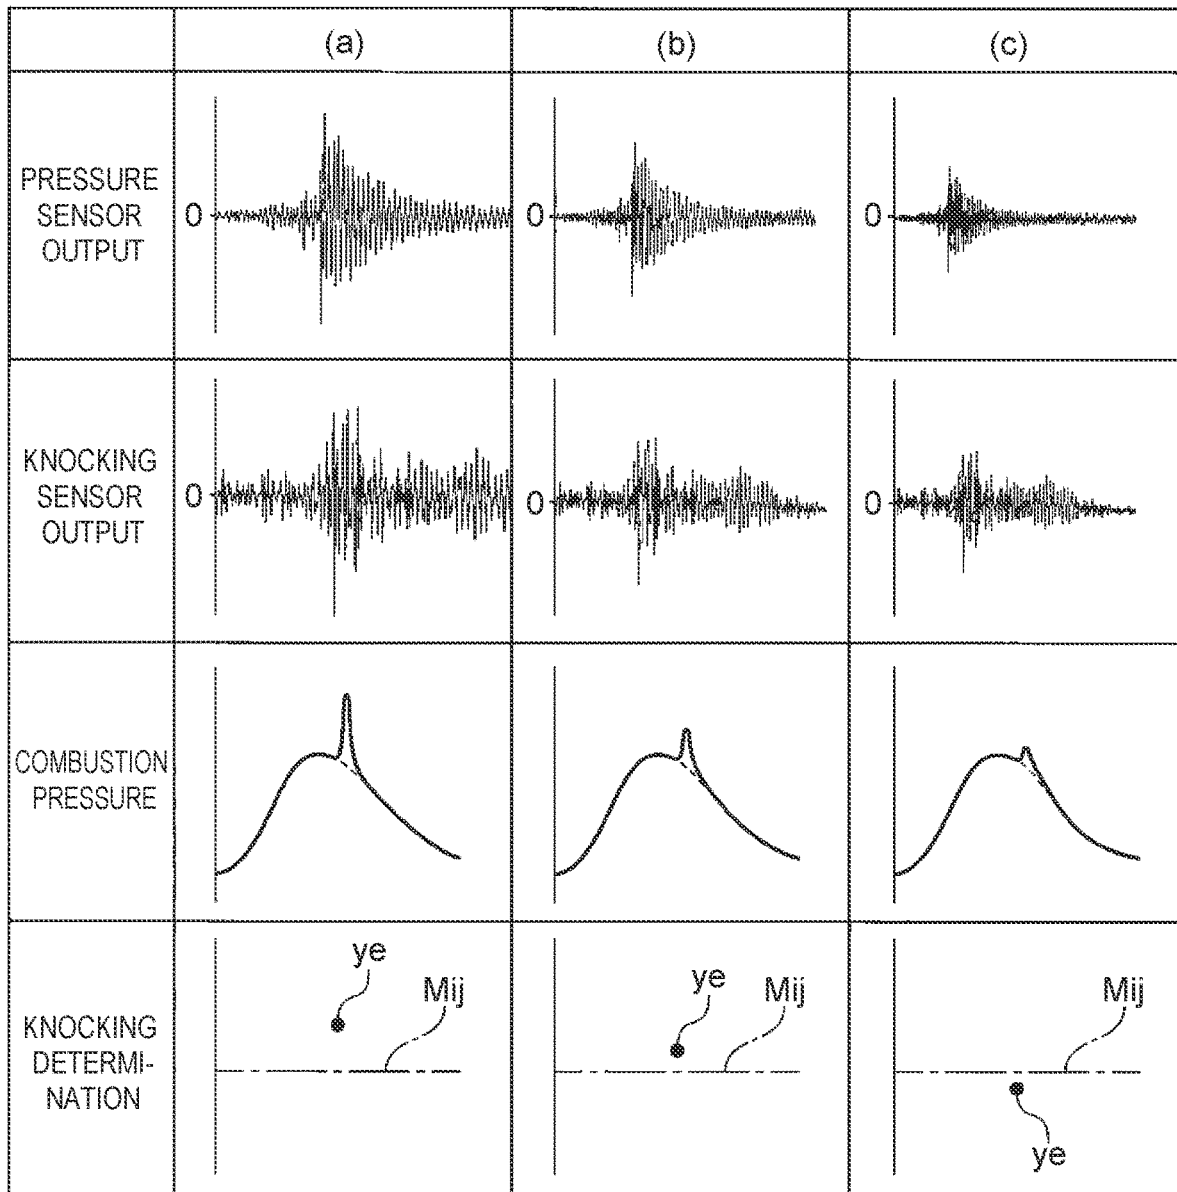 (a)
(b)
(c)
PRESSURE
SENSOR
OUTPUT
0
0
0
KNOCKING
SENSOR
OUTPUT
0
0
0
COMBUSTION
PRESSURE
KNOCKING
DETERMI-
NATION
ye
Mij
ye
Mij
Mij
ye